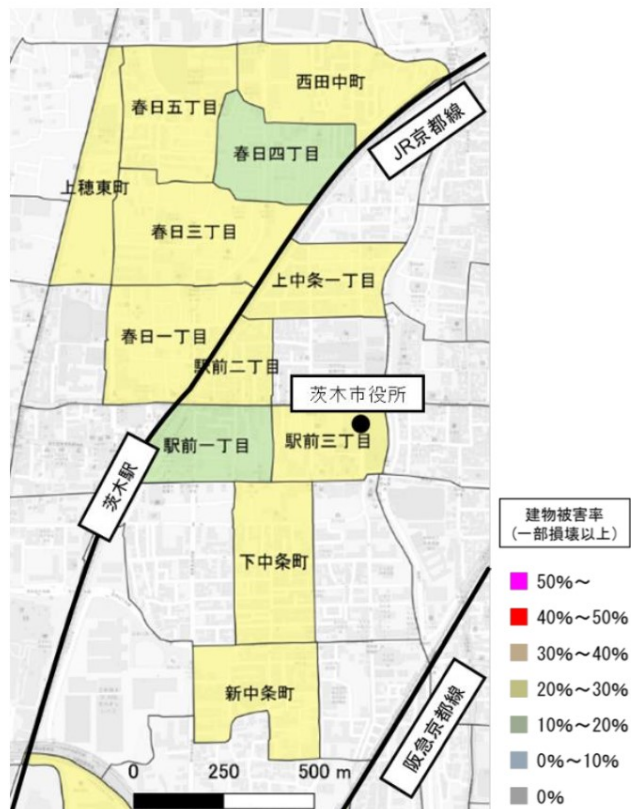 西田中町
春日五丁目
JR京都線
春日四丁目
上穂東町
春日三丁目
上中条一丁目
春日一丁目
駅前二丁目
茨木市役所
駅前一丁目
駅前三丁目
茨木駅
建物被害率
(一部損壊以上)
下中条町
50%~
40%~50%
30%~40%
新中条町
20%~30%
10%~20%
阪急京都線
0%~10%
0 250 500 m
0%